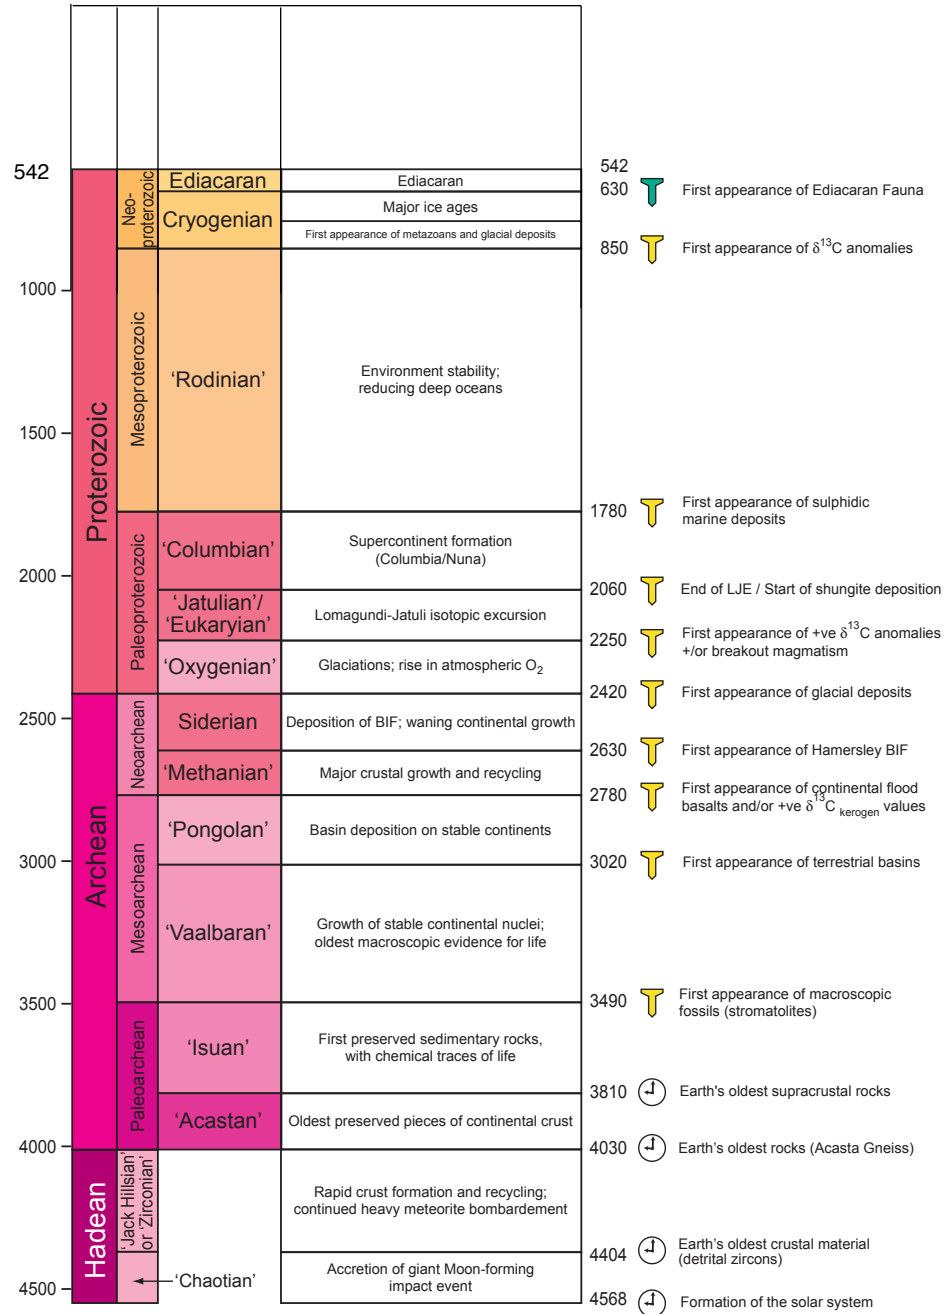 542
1000
1500
2000
2500
3000
3500
4000
4500
Proterozoic
Archean
Hadean
Neo-
proterozoic
Mesoproterozoic
Paleoproterozoic
Neoarchean
Mesoarchean
Paleoarchean
'Jack Hillsian'
or 'Zirconian'
Ediacaran
Cryogenian
'Rodinian'
'Columbian'
'Jatulian'/
'Eukaryian'
'Oxygenian'
Siderian
'Methanian'
'Pongolan'
'Vaalbaran'
'Isuan'
'Acastan'
'Chaotian'
Ediacaran
Major ice ages
First appearance of metazoans and glacial deposits
Environment stability;
reducing deep oceans
Supercontinent formation
(Columbia/Nuna)
Lomagundi-Jatuli isotopic excursion
Glaciations; rise in atmospheric O₂
Deposition of BIF; waning continental growth
Major crustal growth and recycling
Basin deposition on stable continents
Growth of stable continental nuclei;
oldest macroscopic evidence for life
First preserved sedimentary rocks,
with chemical traces of life
Oldest preserved pieces of continental crust
Rapid crust formation and recycling;
continued heavy meteorite bombardement
Accretion of giant Moon-forming
impact event
542
630 First appearance of Ediacaran Fauna
850 First appearance of δ¹³C anomalies
1780 First appearance of sulphidic
marine deposits
2060 End of LJE / Start of shungite deposition
2250 First appearance of +ve δ¹³C anomalies
+/or breakout magmatism
2420 First appearance of glacial deposits
2630 First appearance of Hamersley BIF
2780 First appearance of continental flood
basalts and/or +ve δ¹³C kerogen values
3020 First appearance of terrestrial basins
3490 First appearance of macroscopic
fossils (stromatolites)
3810 Earth's oldest supracrustal rocks
4030 Earth's oldest rocks (Acasta Gneiss)
4404 Earth's oldest crustal material
(detrital zircons)
4568 Formation of the solar system